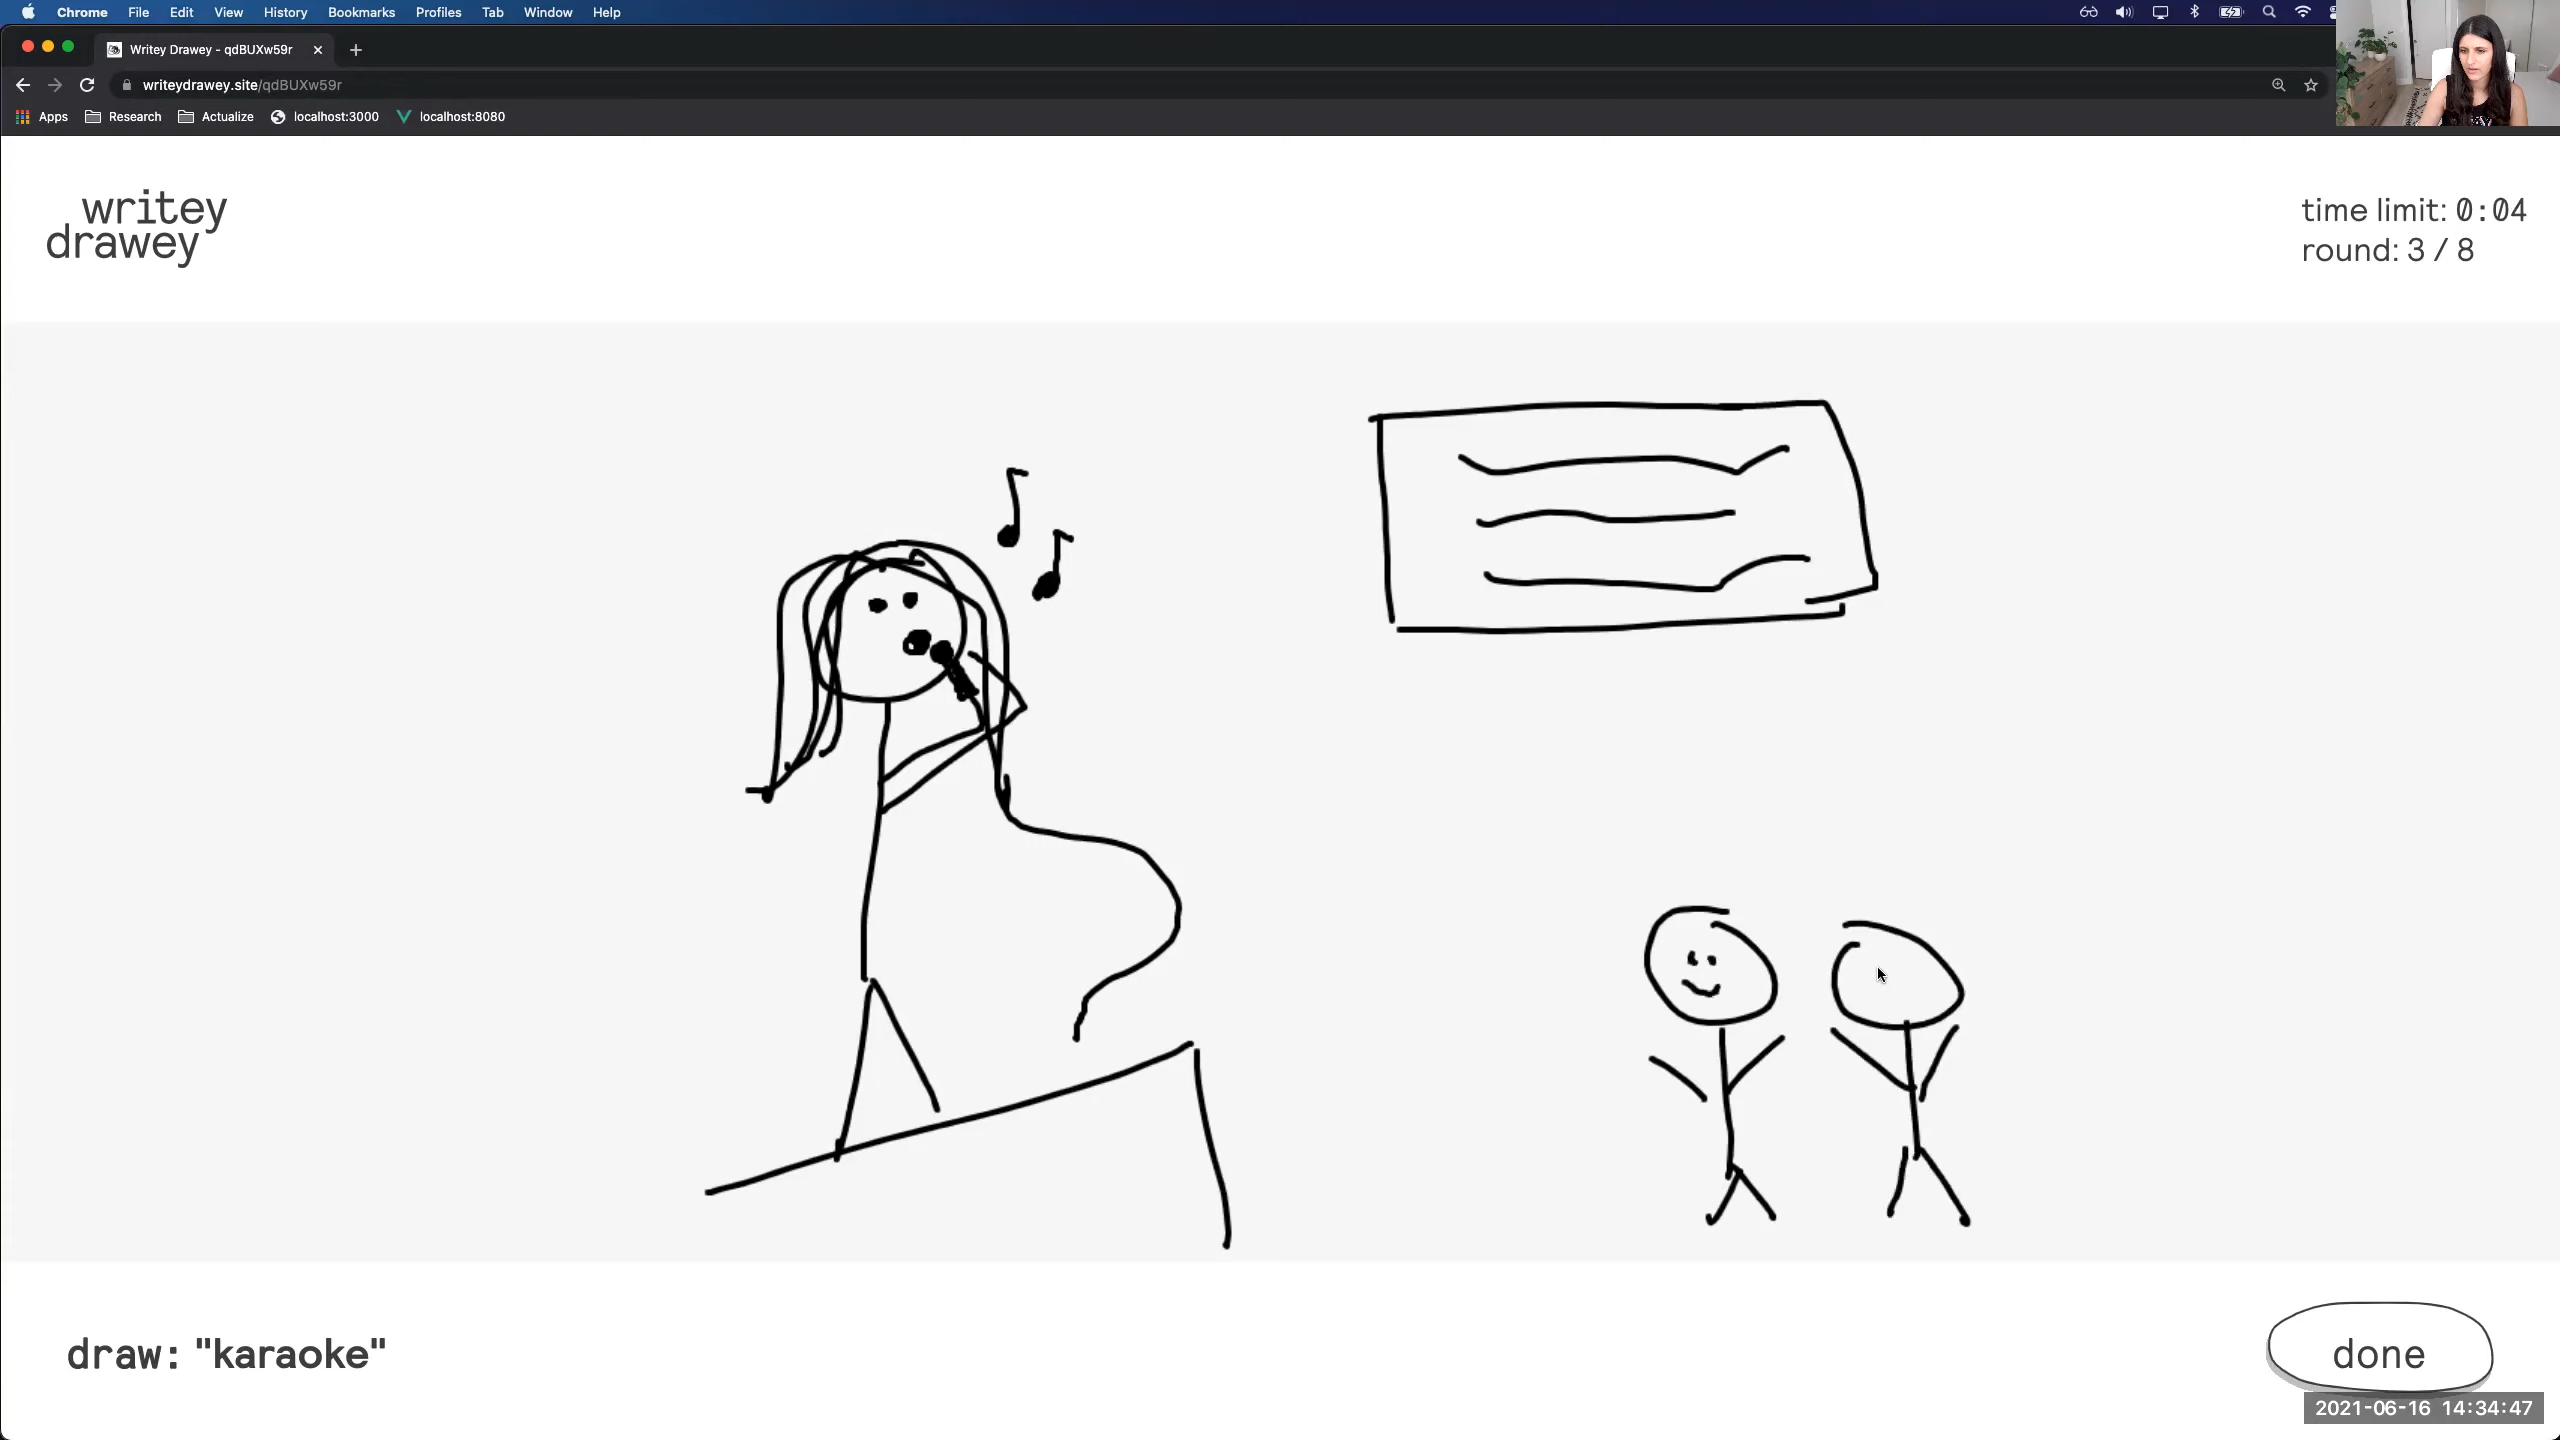 Chrome File Edit View History Bookmarks Profiles Tab Window Help
Writey Drawey - qdBUXw59r
writeydrawey.site/qdBUXw59r
Apps Research Actualize localhost:3000 localhost:8080
writey
drawey
time limit: 0:04
round: 3 / 8
draw: "karaoke"
done
2021-06-16 14:34:47